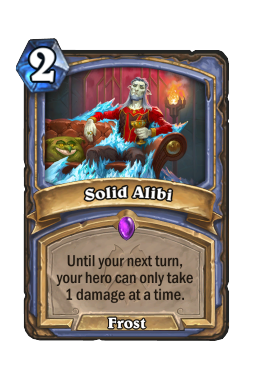 2
Solid Alibi
Until your next turn,
your hero can only take
1 damage at a time.
Frost